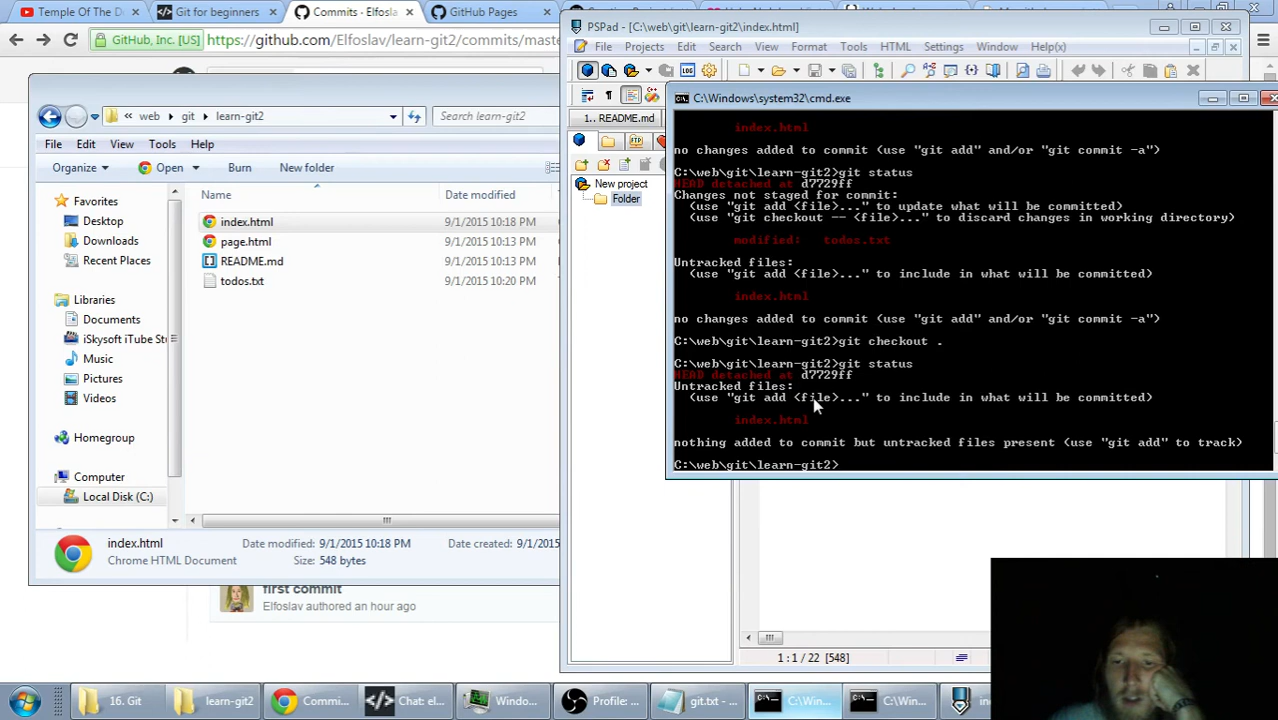 Temple Of The D
Git for beginners
Commits - Elfoslav
GitHub Pages
GitHub, Inc. [US]
https://github.com/Elfoslav/learn-git2/commits/maste
web
git
learn-git2
Search learn-git2
File
Edit
View
Tools
Help
Organize
Open
Burn
New folder
Favorites
Desktop
Downloads
Recent Places
Libraries
Documents
iSkysoft iTube St
Music
Pictures
Videos
Homegroup
Computer
Local Disk (C:)
Name
Date modified
index.html
9/1/2015 10:18 PM
page.html
9/1/2015 10:13 PM
README.md
9/1/2015 10:13 PM
todos.txt
9/1/2015 10:20 PM
index.html
Date modified: 9/1/2015 10:18 PM
Date created: 9/1/201
Chrome HTML Document
Size: 548 bytes
first commit
Elfoslav authored an hour ago
PSPad - [C:\web\git\learn-git2\index.html]
File
Projects
Edit
Search
View
Format
Tools
HTML
Settings
Window
Help(x)
LOG
1.. README.md
New project
Folder
C:\Windows\system32\cmd.exe
index.html
no changes added to commit (use "git add" and/or "git commit -a")
C:\web\git\learn-git2>git status
HEAD detached at d7729ff
Changes not staged for commit:
(use "git add <file>..." to update what will be committed)
(use "git checkout -- <file>..." to discard changes in working directory)
modified: todos.txt
Untracked files:
(use "git add <file>..." to include in what will be committed)
index.html
no changes added to commit (use "git add" and/or "git commit -a")
C:\web\git\learn-git2>git checkout .
C:\web\git\learn-git2>git status
HEAD detached at d7729ff
Untracked files:
(use "git add <file>..." to include in what will be committed)
index.html
nothing added to commit but untracked files present (use "git add" to track)
C:\web\git\learn-git2>
1 : 1 / 22 [548]
16. Git
learn-git2
Commi...
Chat: el...
Windo...
Profile: ...
git.txt - ...
C:\Win...
C:\W...